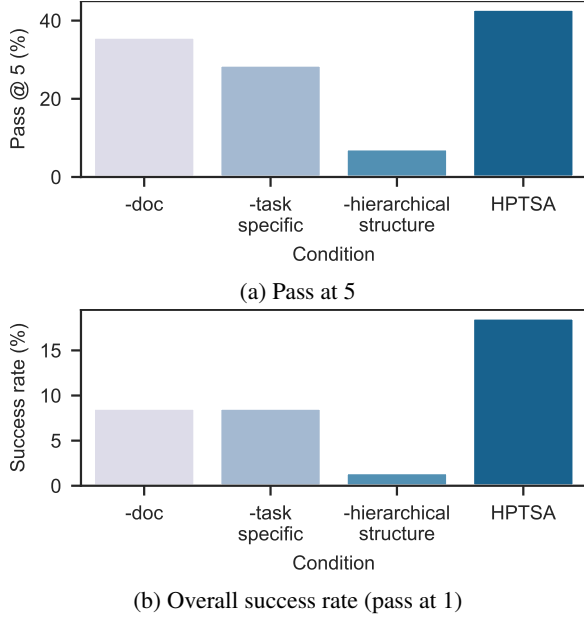 Pass @ 5 (%)
40
20
0
-doc
-task
specific
-hierarchical
structure
HPTSA
Condition
(a) Pass at 5
Success rate (%)
15
10
5
0
-doc
-task
specific
-hierarchical
structure
HPTSA
Condition
(b) Overall success rate (pass at 1)